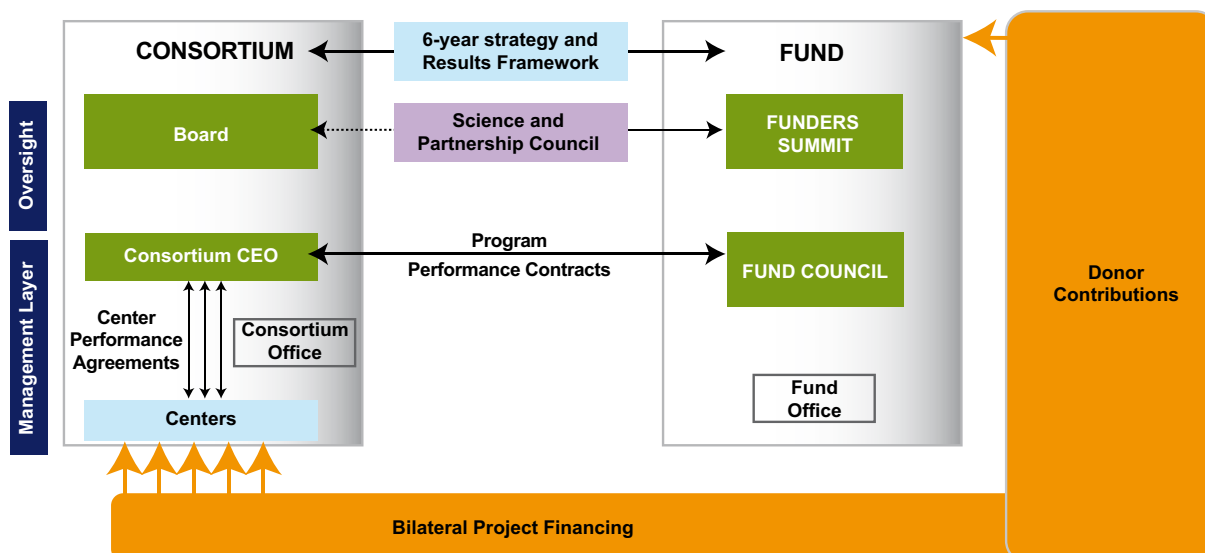 CONSORTIUM
6-year strategy and
Results Framework
FUND
Oversight
Board
Science and
Partnership Council
FUNDERS
SUMMIT
Management Layer
Consortium CEO
Program
Performance Contracts
FUND COUNCIL
Donor
Contributions
Center
Performance
Agreements
Consortium
Office
Fund
Office
Centers
Bilateral Project Financing